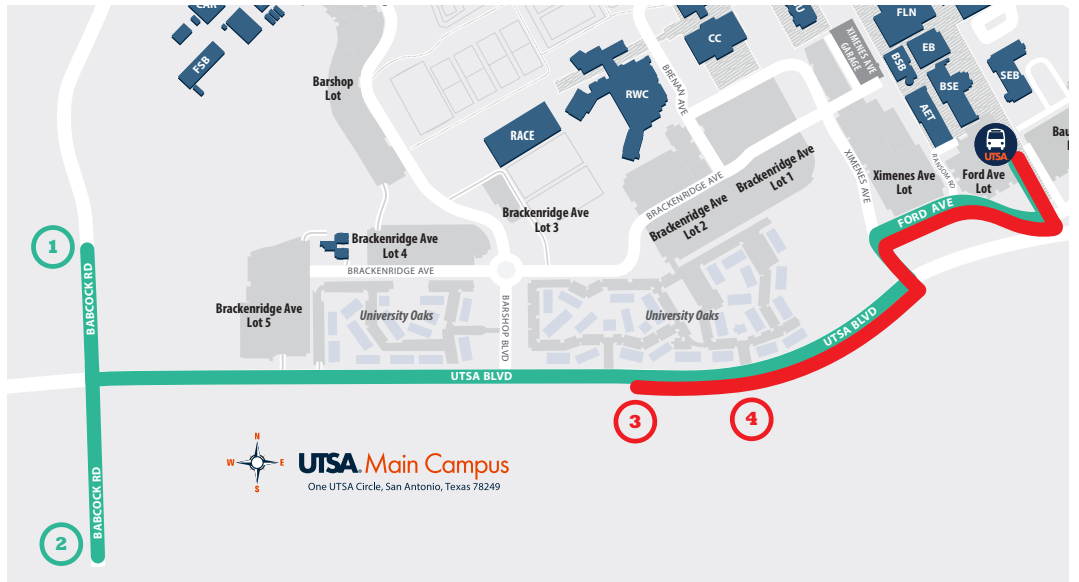 CAR
FSB
Barshop
Lot
RACE
RWC
CC
BRENAN AVE
XIMENES AVE
GARAGE
FLN
EB
BSB
BSE
SEB
AET
UTSA
RANSOM RD
XIMENES AVE
Ximenes Ave
Lot
Ford Ave
Lot
FORD AVE
Brackenridge Ave
Lot 1
BRACKENRIDGE AVE
Brackenridge Ave
Lot 2
Brackenridge Ave
Lot 3
Brackenridge Ave
Lot 4
BRACKENRIDGE AVE
Brackenridge Ave
Lot 5
University Oaks
BARSHOP BLVD
University Oaks
1
BABCOCK RD
UTSA BLVD
UTSA BLVD
3
4
BABCOCK RD
2
N
W E
S
UTSA. Main Campus
One UTSA Circle, San Antonio, Texas 78249